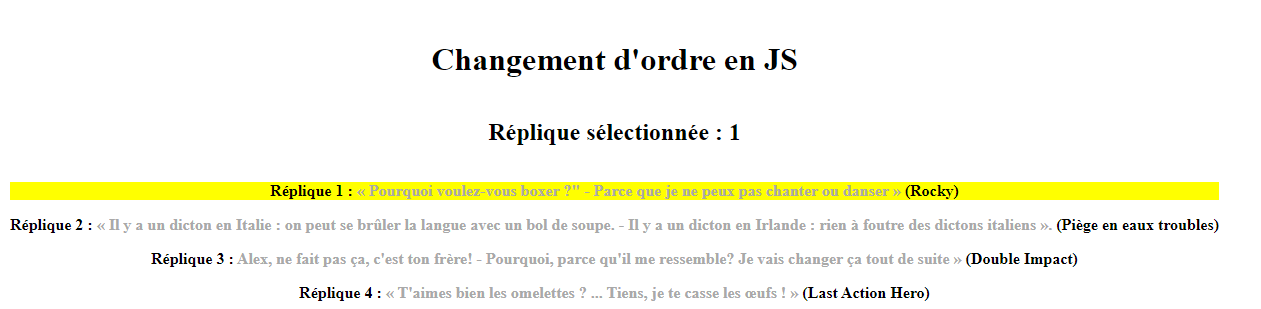 Changement d'ordre en JS
Réplique sélectionnée : 1
Réplique 1 : « Pourquoi voulez-vous boxer ?" - Parce que je ne peux pas chanter ou danser » (Rocky)
Réplique 2 : « Il y a un dicton en Italie : on peut se brûler la langue avec un bol de soupe. - Il y a un dicton en Irlande : rien à foutre des dictons italiens ». (Piège en eaux troubles)
Réplique 3 : Alex, ne fait pas ça, c'est ton frère! - Pourquoi, parce qu'il me ressemble? Je vais changer ça tout de suite » (Double Impact)
Réplique 4 : « T'aimes bien les omelettes ? ... Tiens, je te casse les œufs ! » (Last Action Hero)